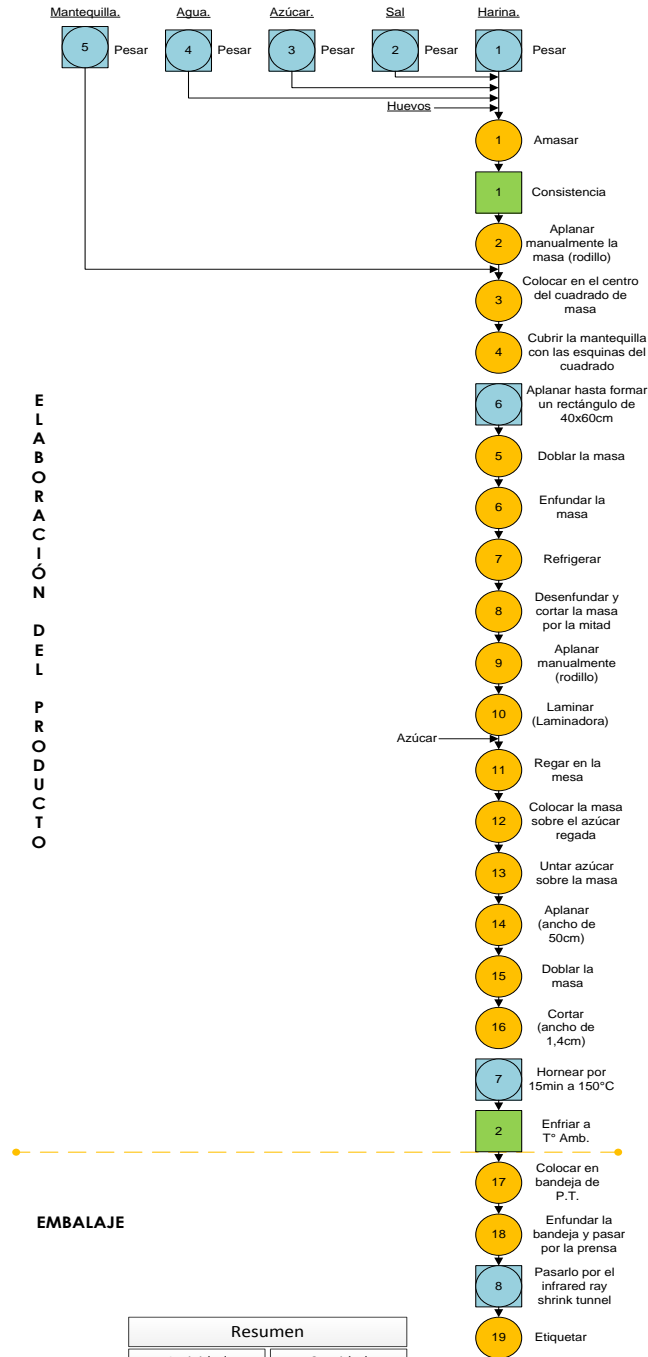 Mantequilla. Agua. Azúcar. Sal Harina.
5 Pesar 4 Pesar 3 Pesar 2 Pesar 1 Pesar
Huevos
1 Amasar
1 Consistencia
2 Aplanar
manualmente la
masa (rodillo)
3 Colocar en el centro
del cuadrado de
masa
4 Cubrir la mantequilla
con las esquinas del
cuadrado
6 Aplanar hasta formar
un rectángulo de
40x60cm
5 Doblar la masa
6 Enfundar la
masa
7 Refrigerar
8 Desenfundar y
cortar la masa
por la mitad
9 Aplanar
manualmente
(rodillo)
10 Laminar
(Laminadora)
Azúcar
11 Regar en la
mesa
12 Colocar la masa
sobre el azúcar
regada
13 Untar azúcar
sobre la masa
14 Aplanar
(ancho de
50cm)
15 Doblar la
masa
16 Cortar
(ancho de
1,4cm)
7 Hornear por
15min a 150°C
2 Enfriar a
T° Amb.
ELABORACIÓN DEL PRODUCTO
17 Colocar en
bandeja de
P.T.
EMBALAJE
18 Enfundar la
bandeja y pasar
por la prensa
8 Pasarlo por el
infrared ray
shrink tunnel
19 Etiquetar
Resumen